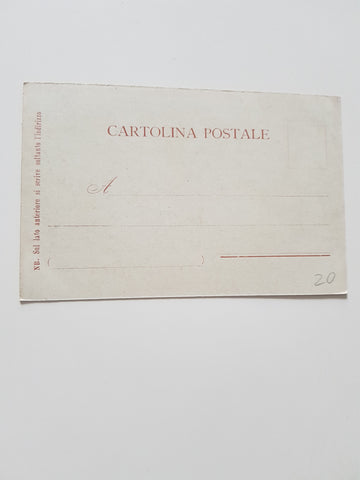 CARTOLINA POSTALE
A
(                    )
20
NB. Sul lato anteriore si scrive soltanto l'indirizzo